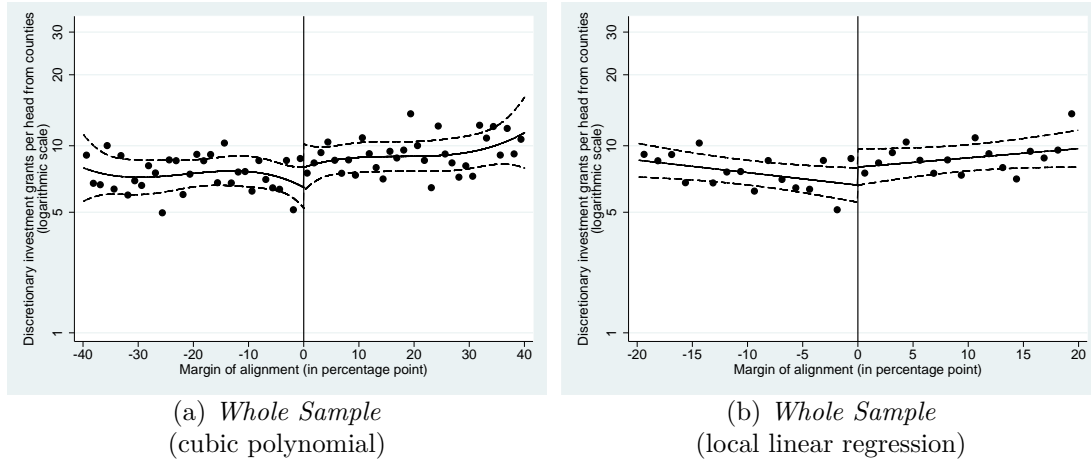 Discretionary investment grants per head from counties
(logarithmic scale)
30
20
10
5
1
-40 -30 -20 -10 0 10 20 30 40
Margin of alignment (in percentage point)
(a) Whole Sample
(cubic polynomial)
Discretionary investment grants per head from counties
(logarithmic scale)
30
20
10
5
1
-20 -15 -10 -5 0 5 10 15 20
Margin of alignment (in percentage point)
(b) Whole Sample
(local linear regression)